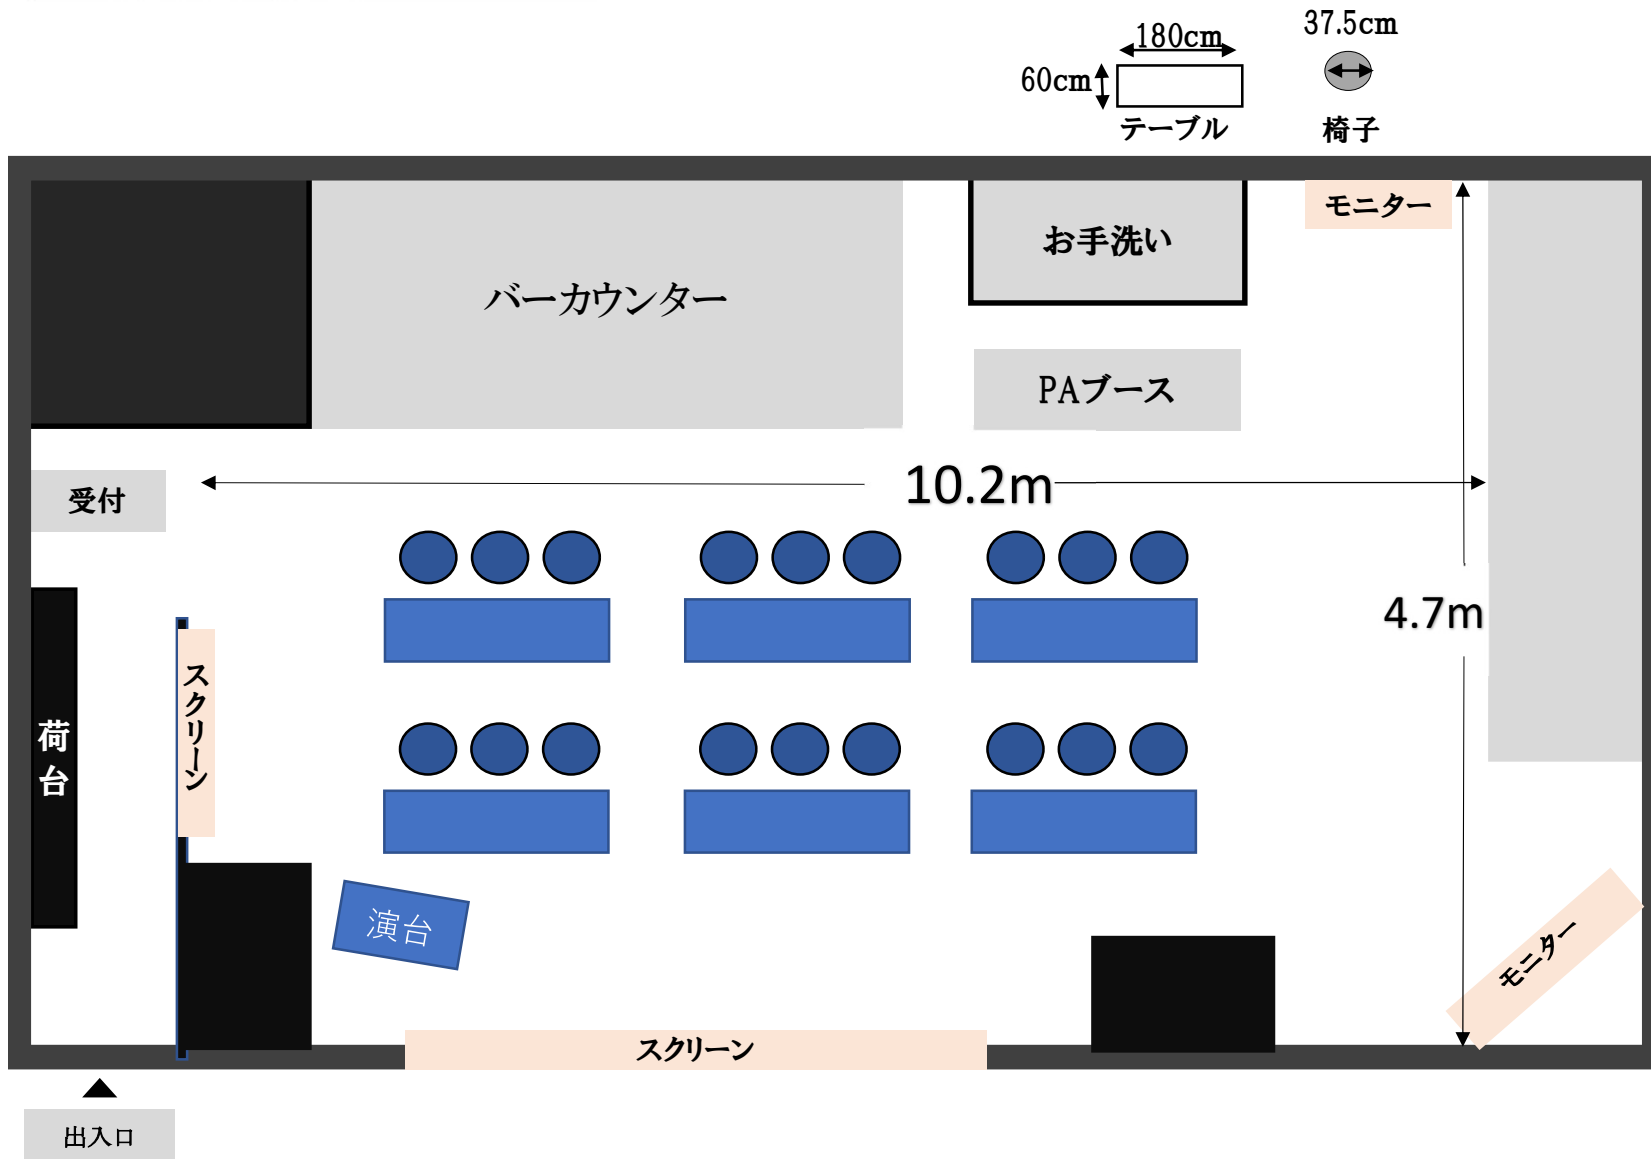 37.5cm
180cm
60cm
テーブル
椅子
モニター
お手洗い
バーカウンター
PAブース
10.2m
受付
4.7m
スクリーン
荷台
演台
モニター
スクリーン
出入口